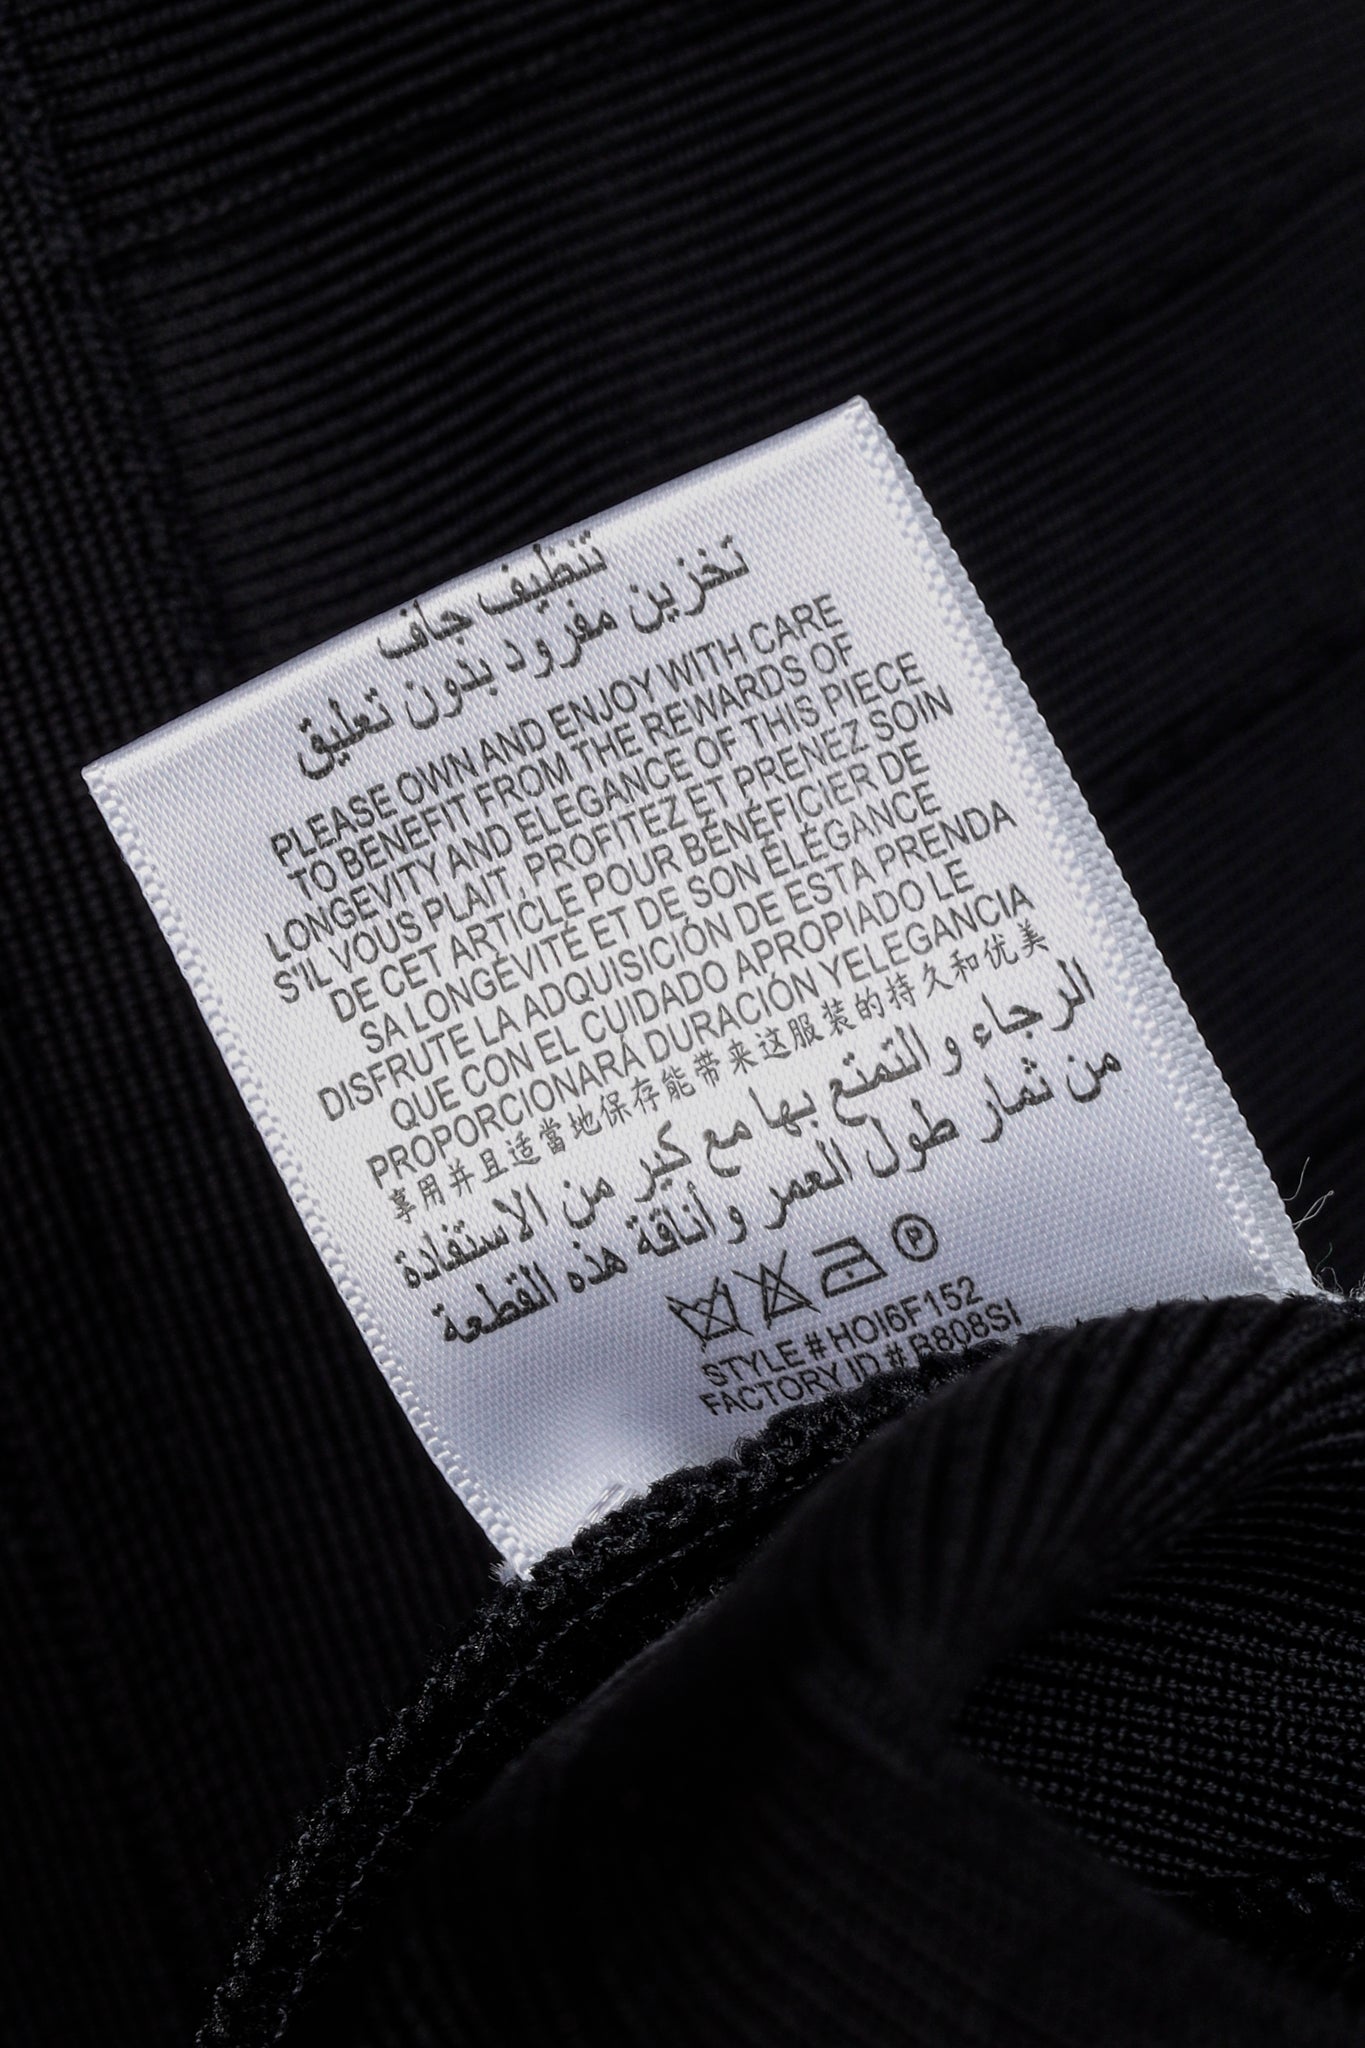 تنظيف جاف
تخزين مفرود بدون تعليق
PLEASE OWN AND ENJOY WITH CARE
TO BENEFIT FROM THE REWARDS OF
LONGEVITY AND ELEGANCE OF THIS PIECE
S'IL VOUS PLAIT, PROFITEZ ET PRENEZ SOIN
DE CET ARTICLE POUR BÉNÉFICIER DE
SA LONGÉVITÉ ET DE SON ÉLÉGANCE
DISFRUTE LA ADQUISICIÓN DE ESTA PRENDA
QUE CON EL CUIDADO APROPIADO LE
PROPORCIONARÁ DURACIÓN YELEGANCIA
享用并且适當地保存能带来这服装的持久和优美
الرجاء و التمتع بها مع كير من الاستفادة
من ثمار طول العمر و أناقة هذه القطعة
P
STYLE # HOI6F152
FACTORY ID # B808SI